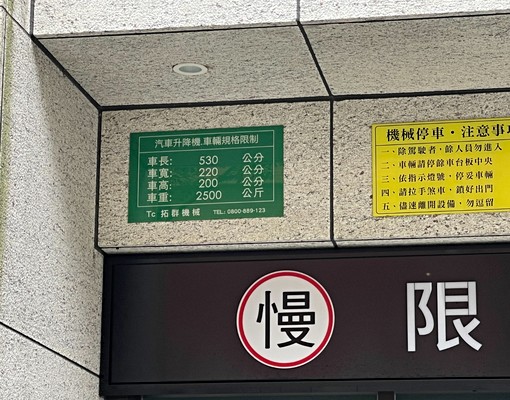 汽車升降機.車輛規格限制
車長: 530 公分
車寬: 220 公分
車高: 200 公分
車重: 2500 公斤
Tc 拓群機械 TEL: 0800-889-123
機械停車・注意事
一、除駕駛者，餘人員勿進入
二、車輛請停餘車台板中央
三、依指示燈號，停妥車輛
四、請拉手煞車，鎖好出門
五、儘速離開設備，勿逗留
慢
限